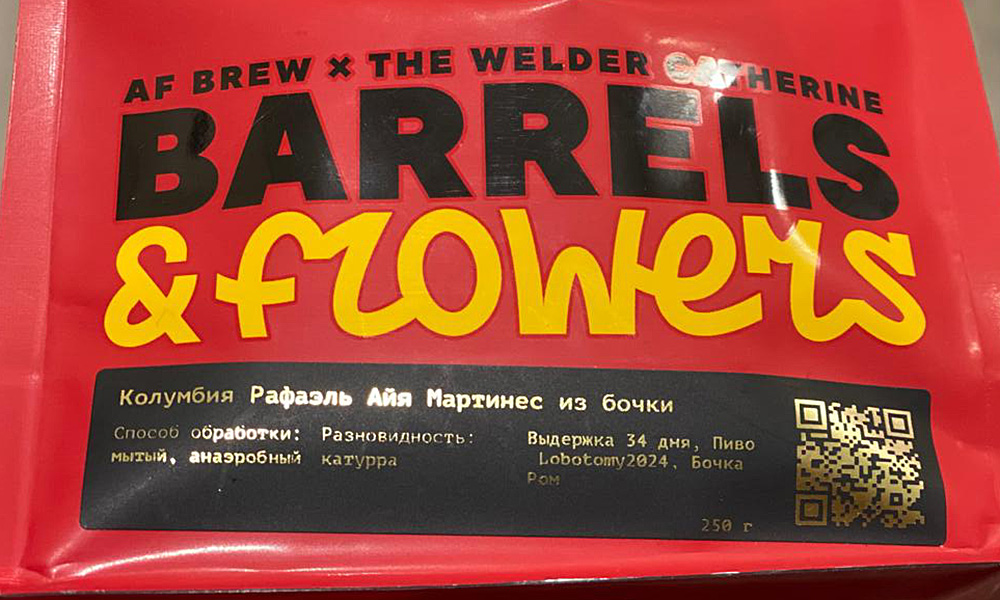 AF BREW × THE WELDER CATHERINE
BARRELS
& flowers
Колумбия Рафаэль Айя Мартинес из бочки
Способ обработки:
мытый, анаэробный
Разновидность:
катурра
Выдержка 34 дня, Пиво
Lobotomy2024, Бочка
Ром
250 г